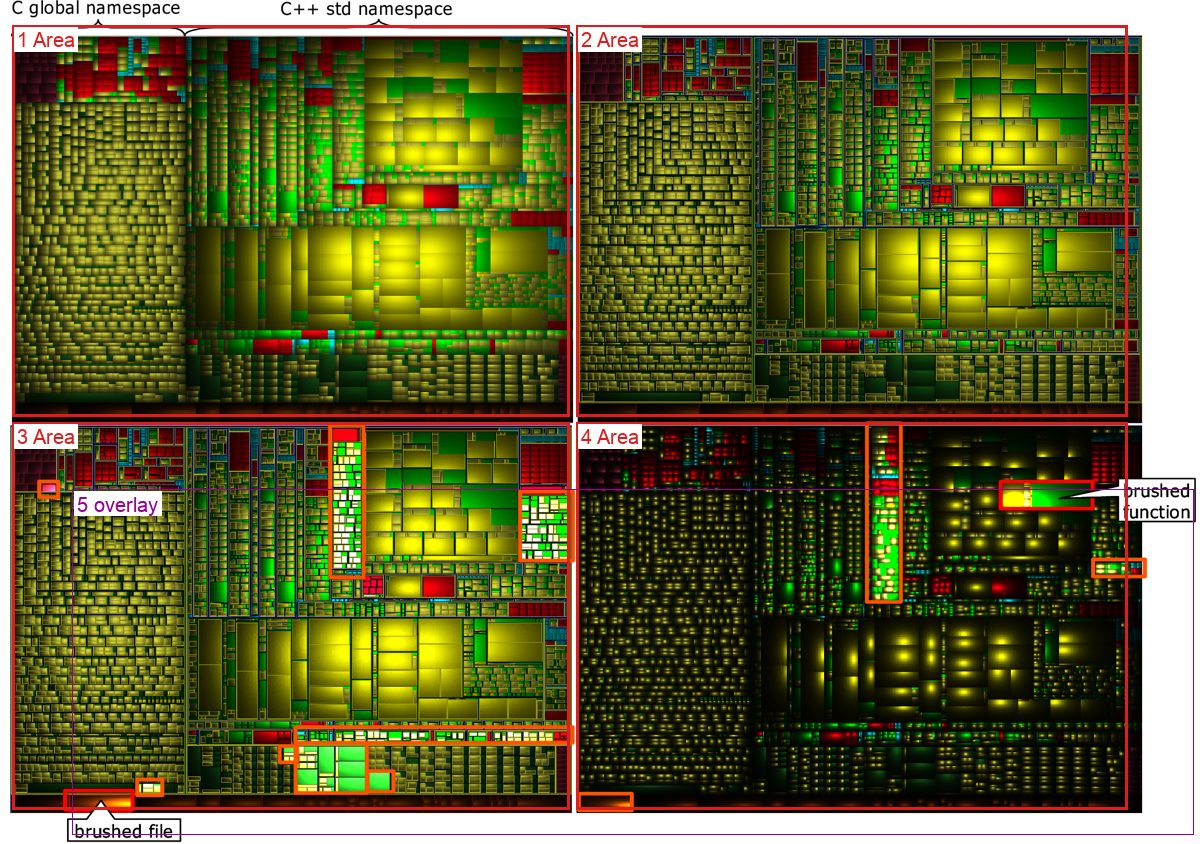 C global namespace
C++ std namespace
1 Area
2 Area
3 Area
4 Area
5 overlay
brushed
function
brushed file